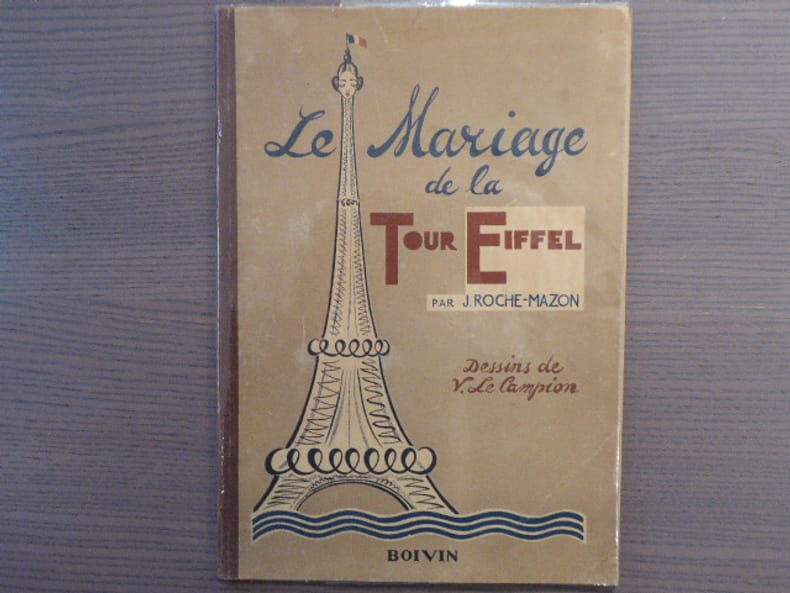 Le Mariage
de la
TOUR EIFFEL
PAR J. ROCHE-MAZON
Dessins de
V. Le Campion
BOIVIN